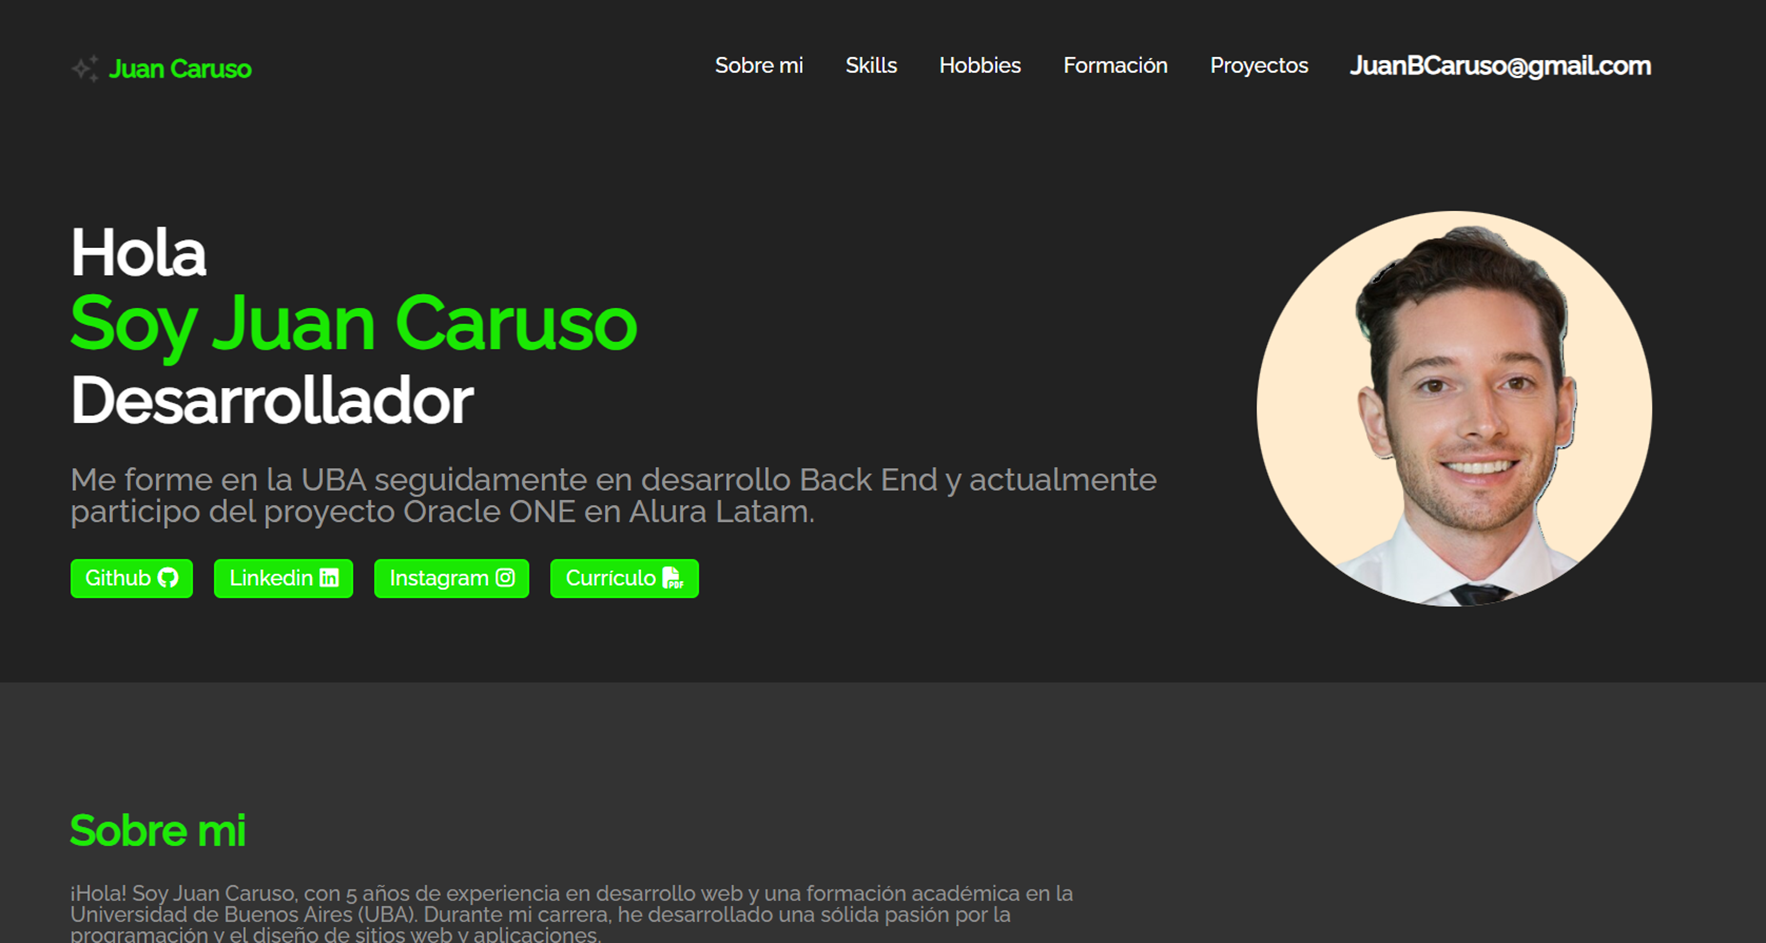 Juan Caruso
Sobre mi
Skills
Hobbies
Formación
Proyectos
JuanBCaruso@gmail.com
Hola
Soy Juan Caruso
Desarrollador
Me forme en la UBA seguidamente en desarrollo Back End y actualmente
participo del proyecto Oracle ONE en Alura Latam.
Github
Linkedin
Instagram
Currículo PDF
Sobre mi
¡Hola! Soy Juan Caruso, con 5 años de experiencia en desarrollo web y una formación académica en la
Universidad de Buenos Aires (UBA). Durante mi carrera, he desarrollado una sólida pasión por la
programación y el diseño de sitios web y aplicaciones.